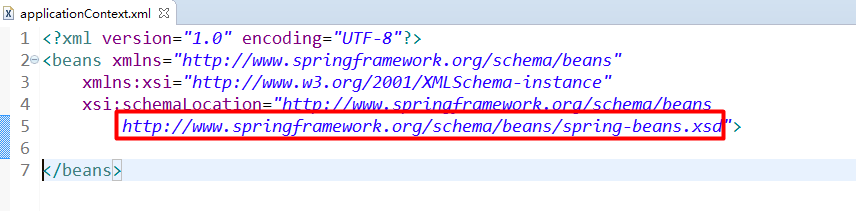 applicationContext.xml
1 <?xml version="1.0" encoding="UTF-8"?>
2 <beans xmlns="http://www.springframework.org/schema/beans"
3 xmlns:xsi="http://www.w3.org/2001/XMLSchema-instance"
4 xsi:schemaLocation="http://www.springframework.org/schema/beans
5 http://www.springframework.org/schema/beans/spring-beans.xsd">
6
7 </beans>